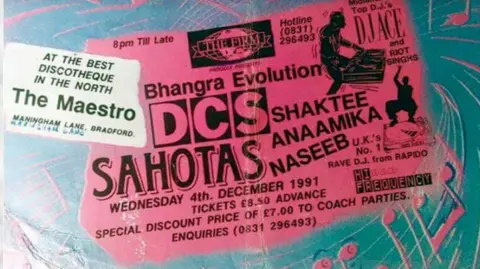 AT THE BEST
DISCOTHEQUE
IN THE NORTH
The Maestro
MANINGHAM LANE, BRADFORD.
8pm Till Late
THE FIRM
Hotline
(0831)
296493
Top D.J.'s
DJ ACE
and
RIOT
SINGHS
Bhangra Evolution
DCS
SAHOTAS
SHAKTEE
ANAAMIKA
NASEEB
U.K.'s
No. 1
RAVE D.J. from RAPIDO
HI
FREQUENCY
WEDNESDAY 4th. DECEMBER 1991
TICKETS £8.50 ADVANCE
SPECIAL DISCOUNT PRICE OF £7.00 TO COACH PARTIES.
ENQUIRIES (0831 296493)